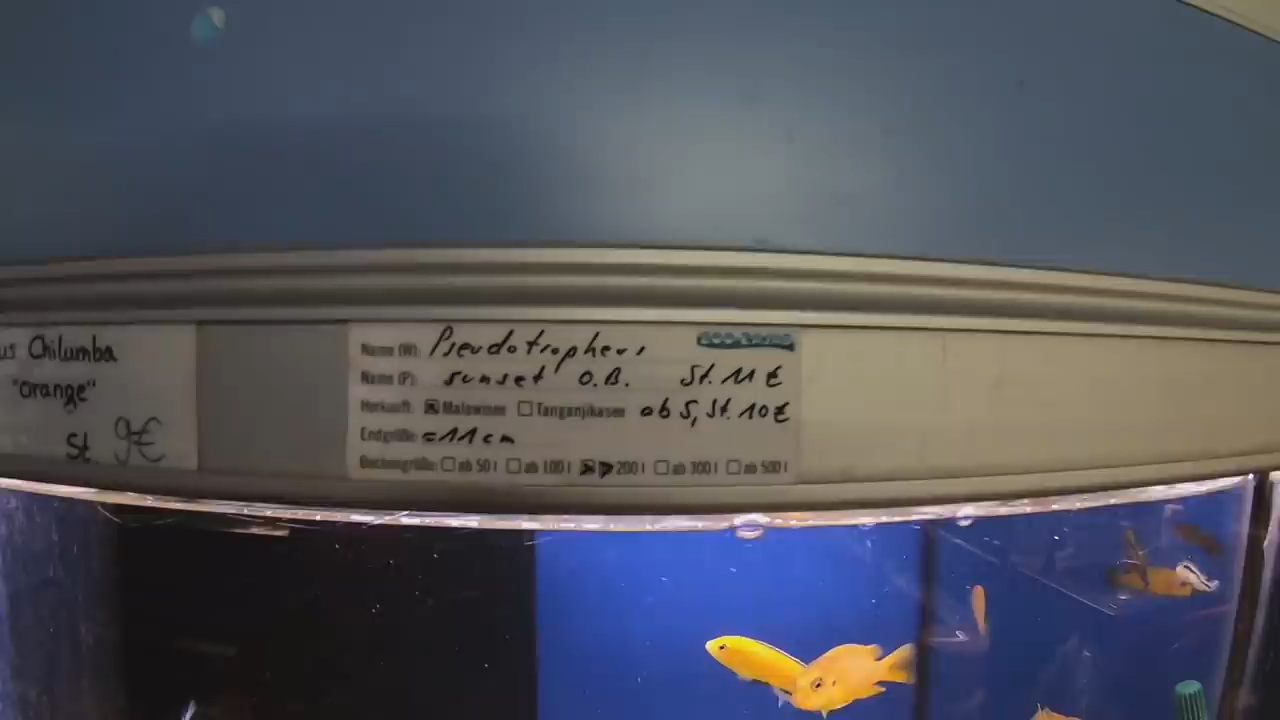 us Chilumba
"orange"
St 9€
Name (W): Pseudotropheus
Name (P): sunset O.B. St. 11 €
Herkunft: Malawisee Tanganjikasee ab 5, St. 10 €
Endgröße: = 11 cm
Beckengröße: ab 50 l ab 100 l 200 l ab 300 l ab 500 l